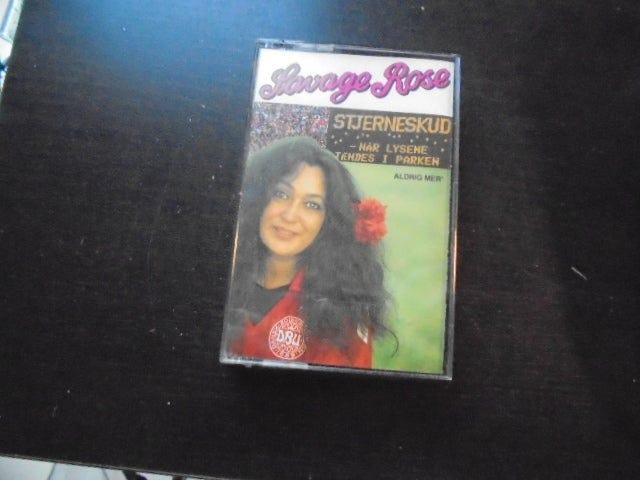 Savage Rose
STJERNESKUD
- NÅR LYSENE
TÆNDES I PARKEN
ALDRIG MER'
DBU